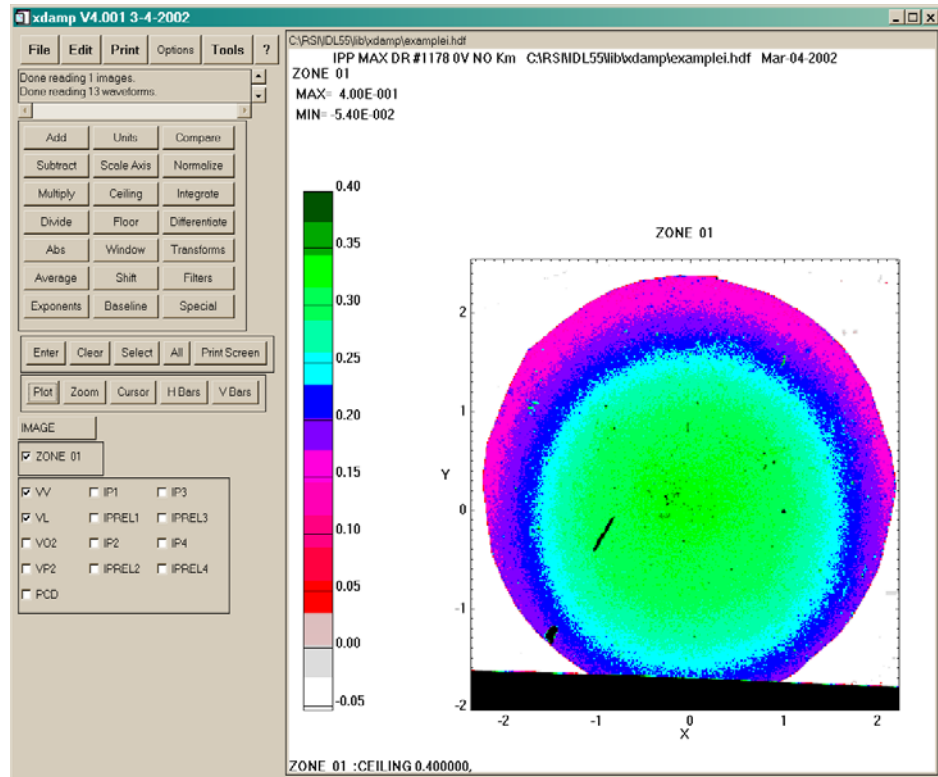 xdamp V4.001 3-4-2002
File Edit Print Options Tools ?
Done reading 1 images.
Done reading 13 waveforms.
Add Units Compare
Subtract Scale Axis Normalize
Multiply Ceiling Integrate
Divide Floor Differentiate
Abs Window Transforms
Average Shift Filters
Exponents Baseline Special
Enter Clear Select All Print Screen
Plot Zoom Cursor H Bars V Bars
IMAGE
ZONE 01
VV IP1 IP3
VL IPREL1 IPREL3
VO2 IP2 IP4
VP2 IPREL2 IPREL4
PCD
C:\RSI\IDL55\lib\xdamp\examplei.hdf
IPP MAX DR #1178 0V NO Km C:\RSI\IDL55\lib\xdamp\examplei.hdf Mar-04-2002
ZONE 01
MAX= 4.00E-001
MIN= -5.40E-002
0.40
0.35
0.30
0.25
0.20
0.15
0.10
0.05
0.00
-0.05
ZONE 01
2
1
Y
0
-1
-2
-2 -1 0 1 2
X
ZONE 01 :CEILING 0.400000,